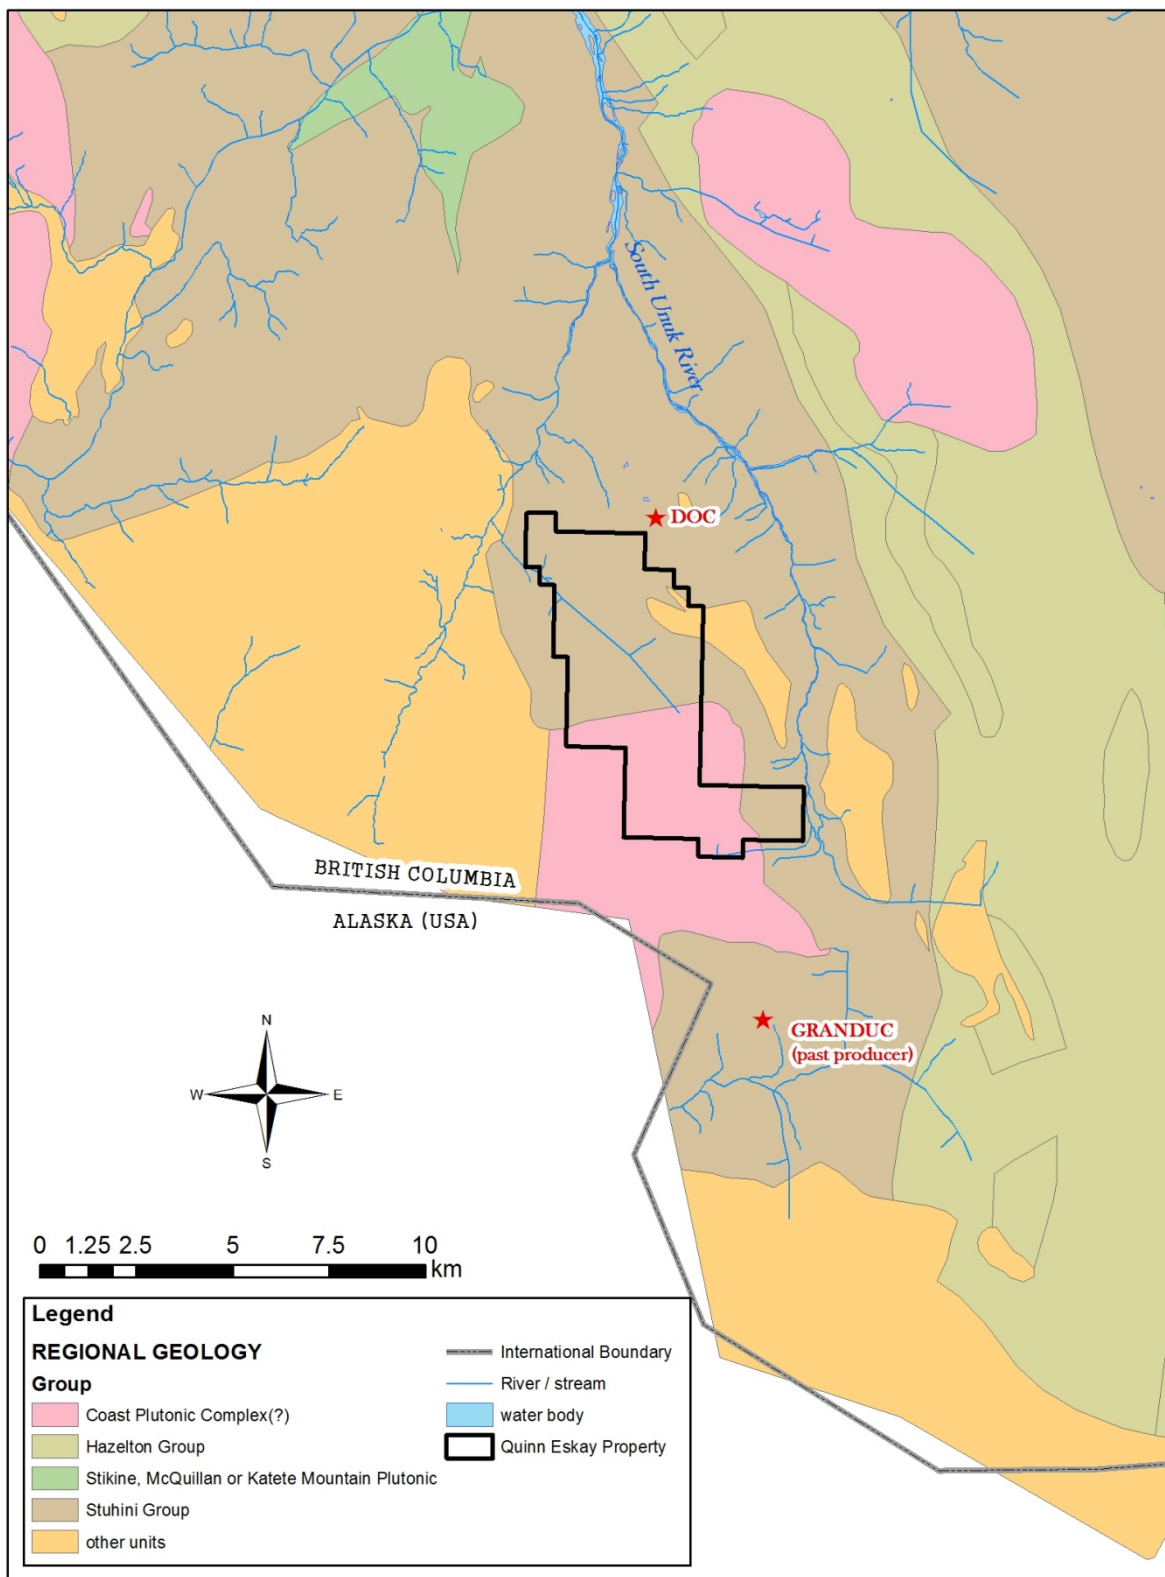 South Unuk River
DOC
BRITISH COLUMBIA
ALASKA (USA)
GRANDUC
(past producer)
N
W E
S
0 1.25 2.5 5 7.5 10
km
Legend
REGIONAL GEOLOGY
Group
Coast Plutonic Complex(?)
Hazelton Group
Stikine, McQuillan or Katete Mountain Plutonic
Stuhini Group
other units
International Boundary
River / stream
water body
Quinn Eskay Property